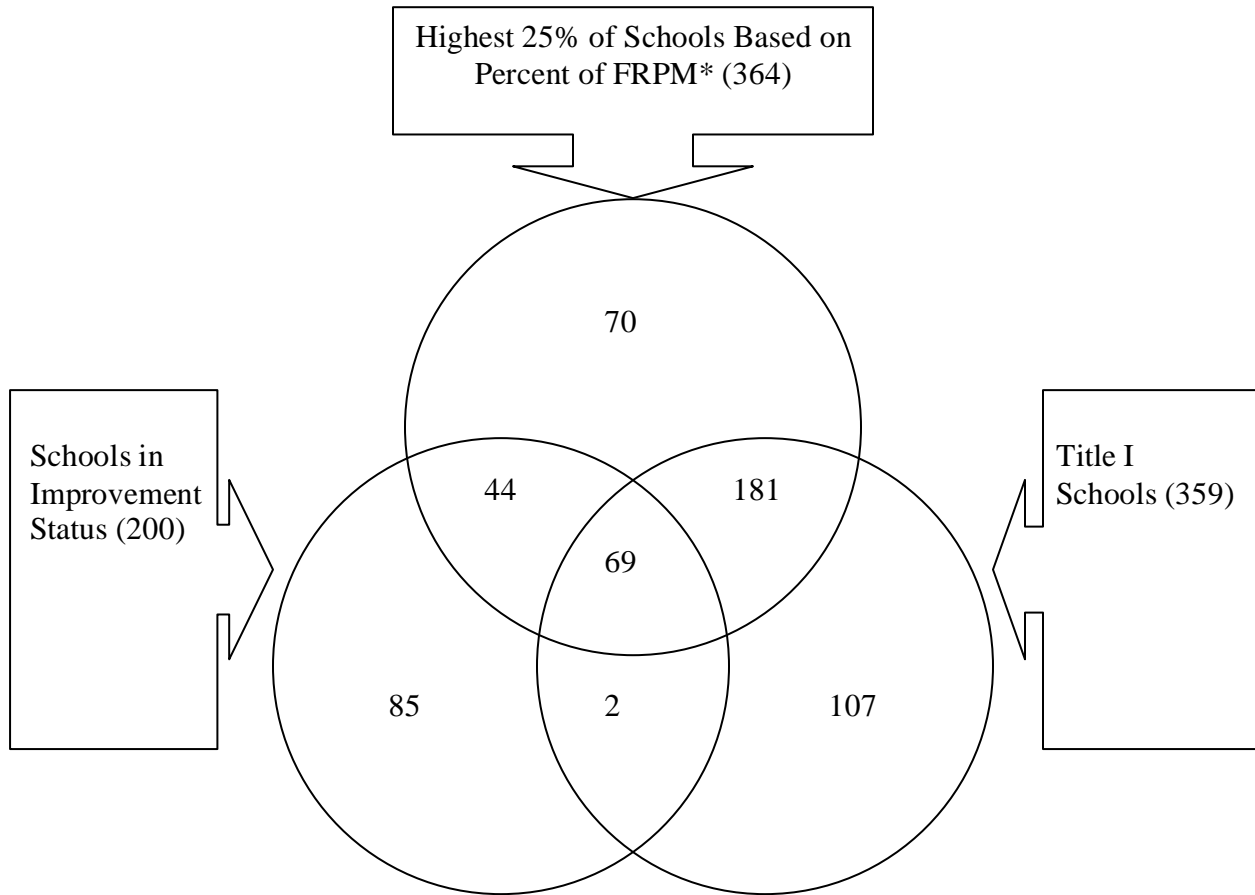 Highest 25% of Schools Based on
Percent of FRPM* (364)
70
Schools in
Improvement
Status (200)
44
181
Title I
Schools (359)
69
85
2
107